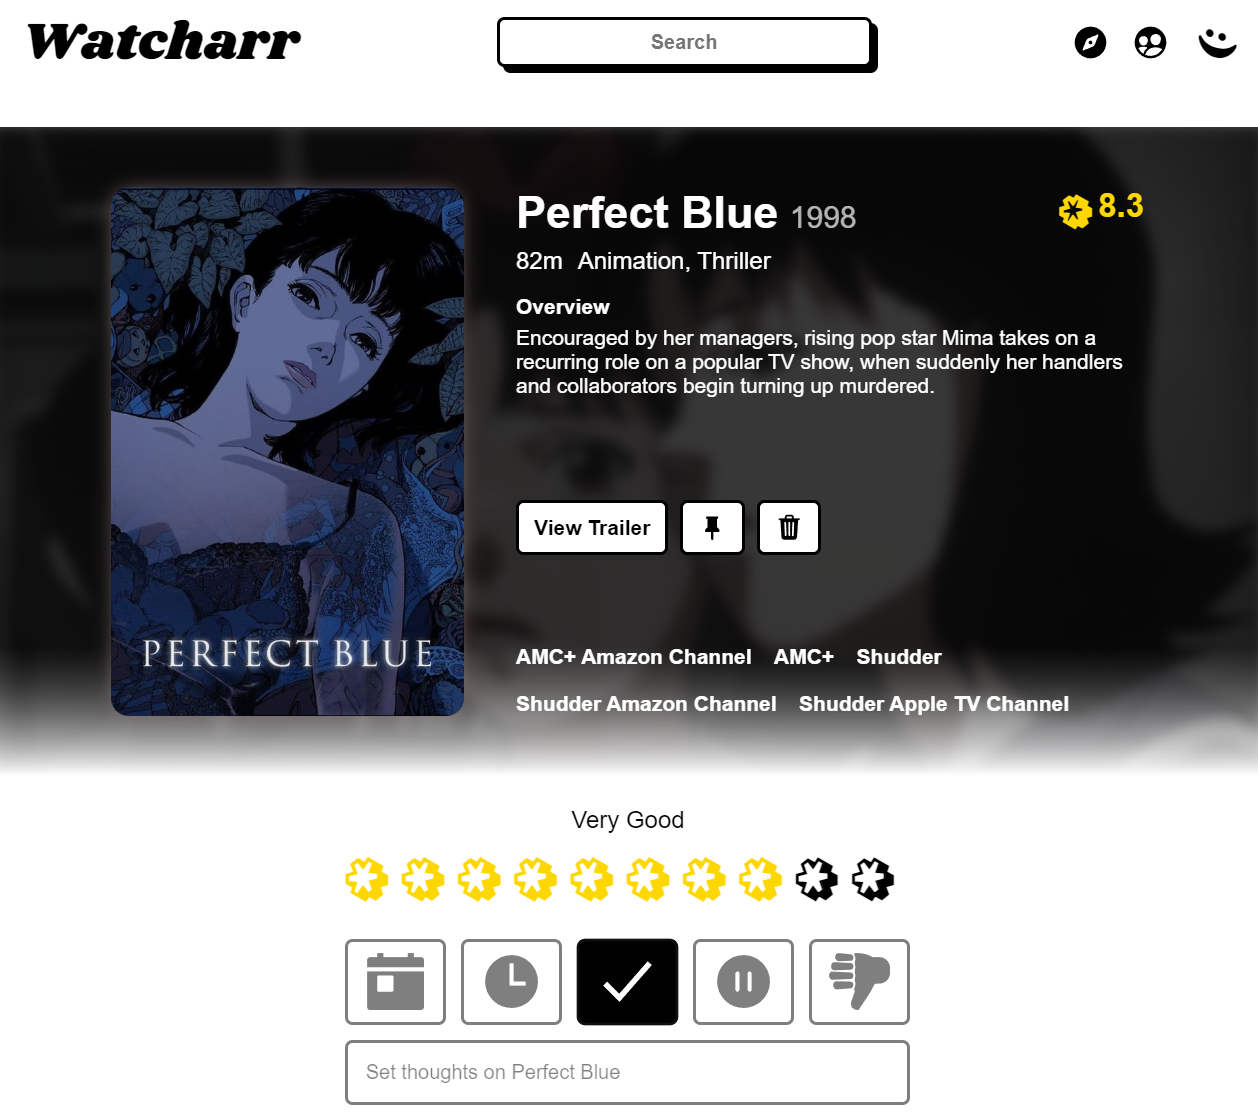 Watcharr
Search
Perfect Blue 1998
8.3
82m Animation, Thriller
Overview
Encouraged by her managers, rising pop star Mima takes on a
recurring role on a popular TV show, when suddenly her handlers
and collaborators begin turning up murdered.
PERFECT BLUE
View Trailer
AMC+ Amazon Channel AMC+ Shudder
Shudder Amazon Channel Shudder Apple TV Channel
Very Good
Set thoughts on Perfect Blue